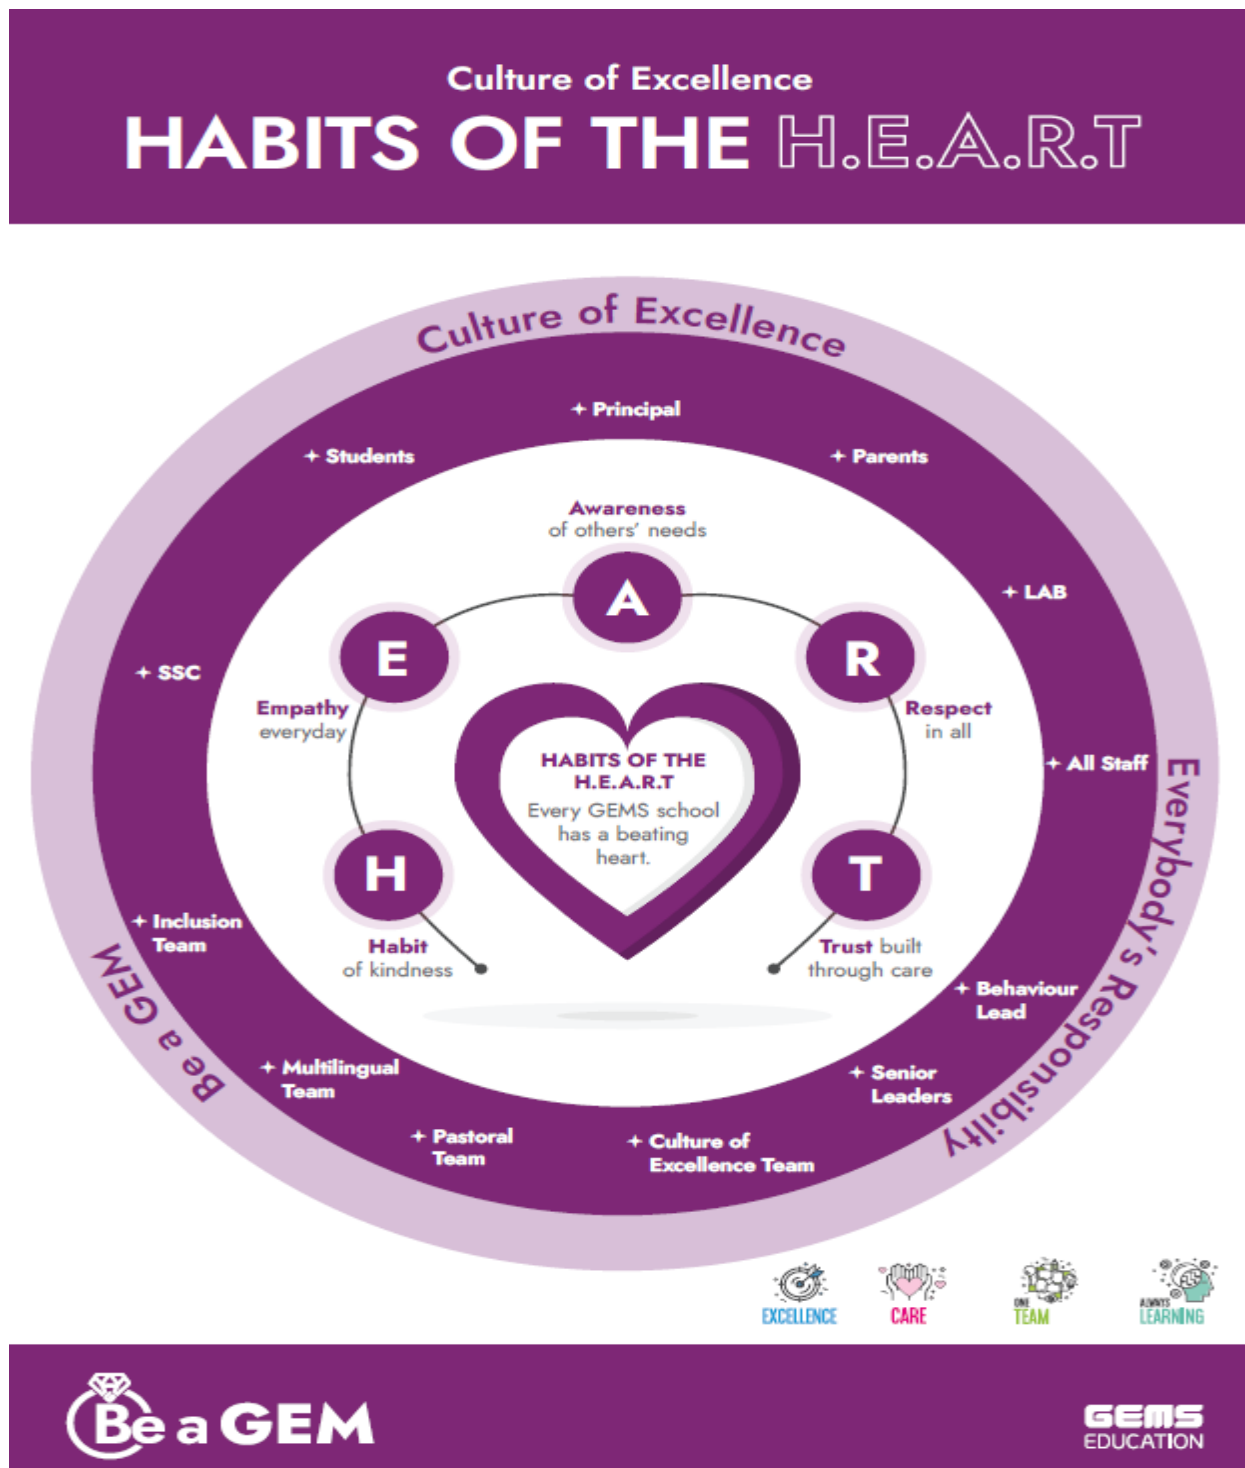 Culture of Excellence
HABITS OF THE H.E.A.R.T
Culture of Excellence
+ Principal
+ Students
+ Parents
+ LAB
+ SSC
+ All Staff
+ Inclusion
Team
+ Behaviour
Lead
+ Multilingual
Team
+ Senior
Leaders
+ Pastoral
Team
+ Culture of
Excellence Team
Be a GEM
Everybody's Responsibility
Awareness
of others' needs
A
E
R
Empathy
everyday
Respect
in all
HABITS OF THE
H.E.A.R.T
Every GEMS school
has a beating
heart.
H
T
Habit
of kindness
Trust built
through care
EXCELLENCE
CARE
ONE
TEAM
ALWAYS
LEARNING
Be a GEM
GEMS
EDUCATION